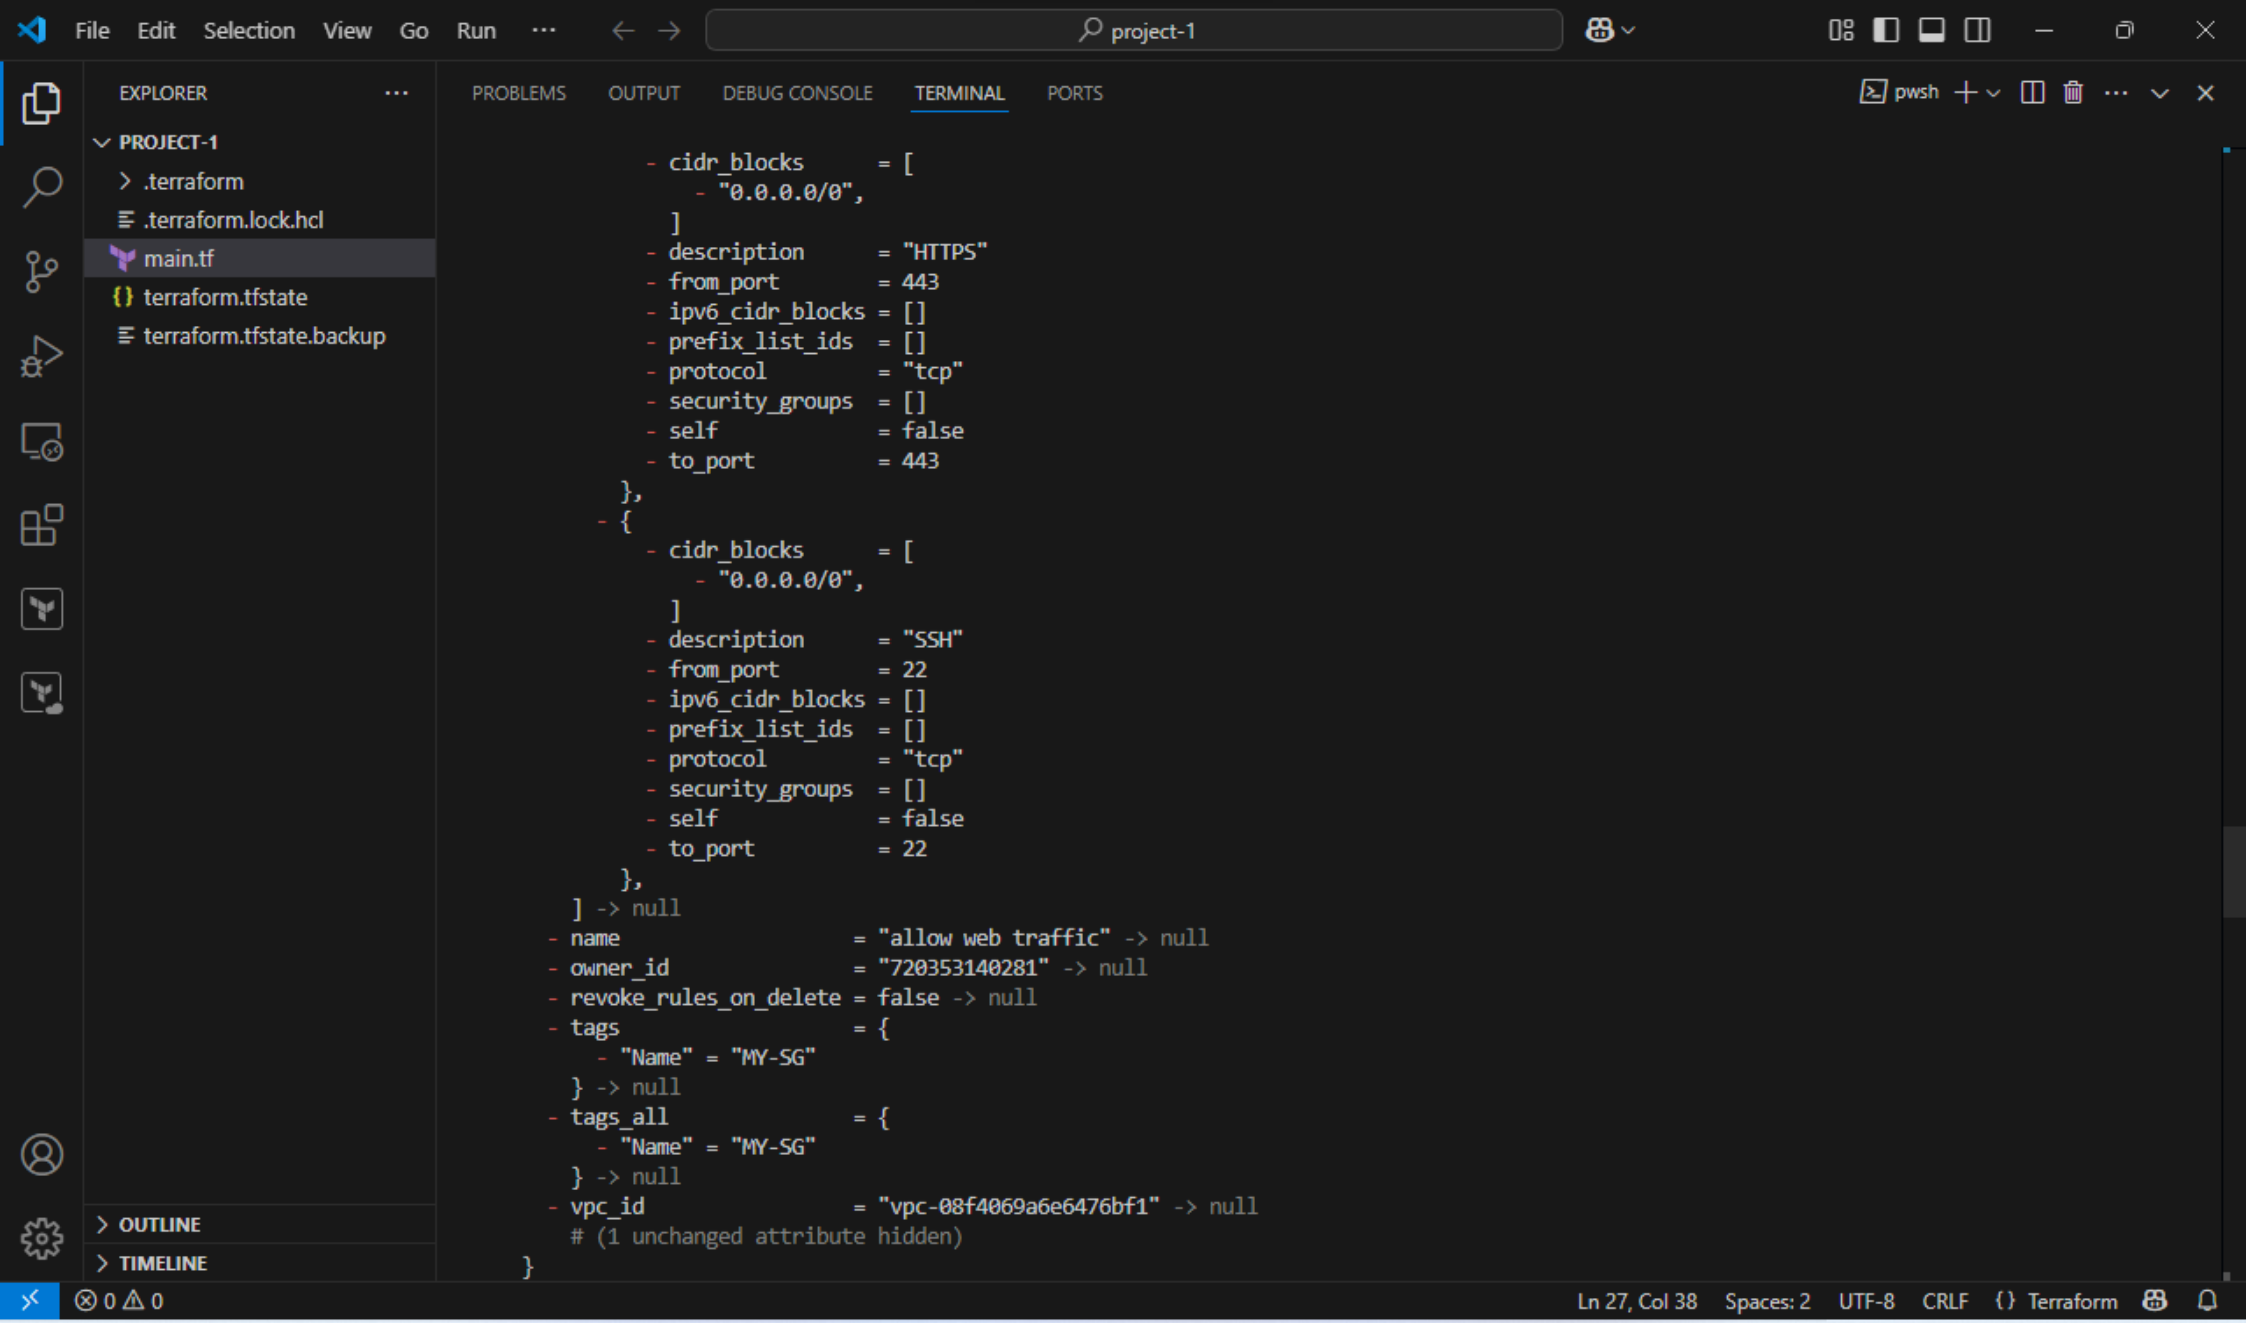 File Edit Selection View Go Run ··· project-1
EXPLORER ···
PROJECT-1
.terraform
.terraform.lock.hcl
main.tf
{} terraform.tfstate
terraform.tfstate.backup
OUTLINE
TIMELINE
PROBLEMS OUTPUT DEBUG CONSOLE TERMINAL PORTS pwsh ···
- cidr_blocks = [
- "0.0.0.0/0",
]
- description = "HTTPS"
- from_port = 443
- ipv6_cidr_blocks = []
- prefix_list_ids = []
- protocol = "tcp"
- security_groups = []
- self = false
- to_port = 443
},
- {
- cidr_blocks = [
- "0.0.0.0/0",
]
- description = "SSH"
- from_port = 22
- ipv6_cidr_blocks = []
- prefix_list_ids = []
- protocol = "tcp"
- security_groups = []
- self = false
- to_port = 22
},
] -> null
- name = "allow web traffic" -> null
- owner_id = "720353140281" -> null
- revoke_rules_on_delete = false -> null
- tags = {
- "Name" = "MY-SG"
} -> null
- tags_all = {
- "Name" = "MY-SG"
} -> null
- vpc_id = "vpc-08f4069a6e6476bf1" -> null
# (1 unchanged attribute hidden)
}
0 0 Ln 27, Col 38 Spaces: 2 UTF-8 CRLF {} Terraform